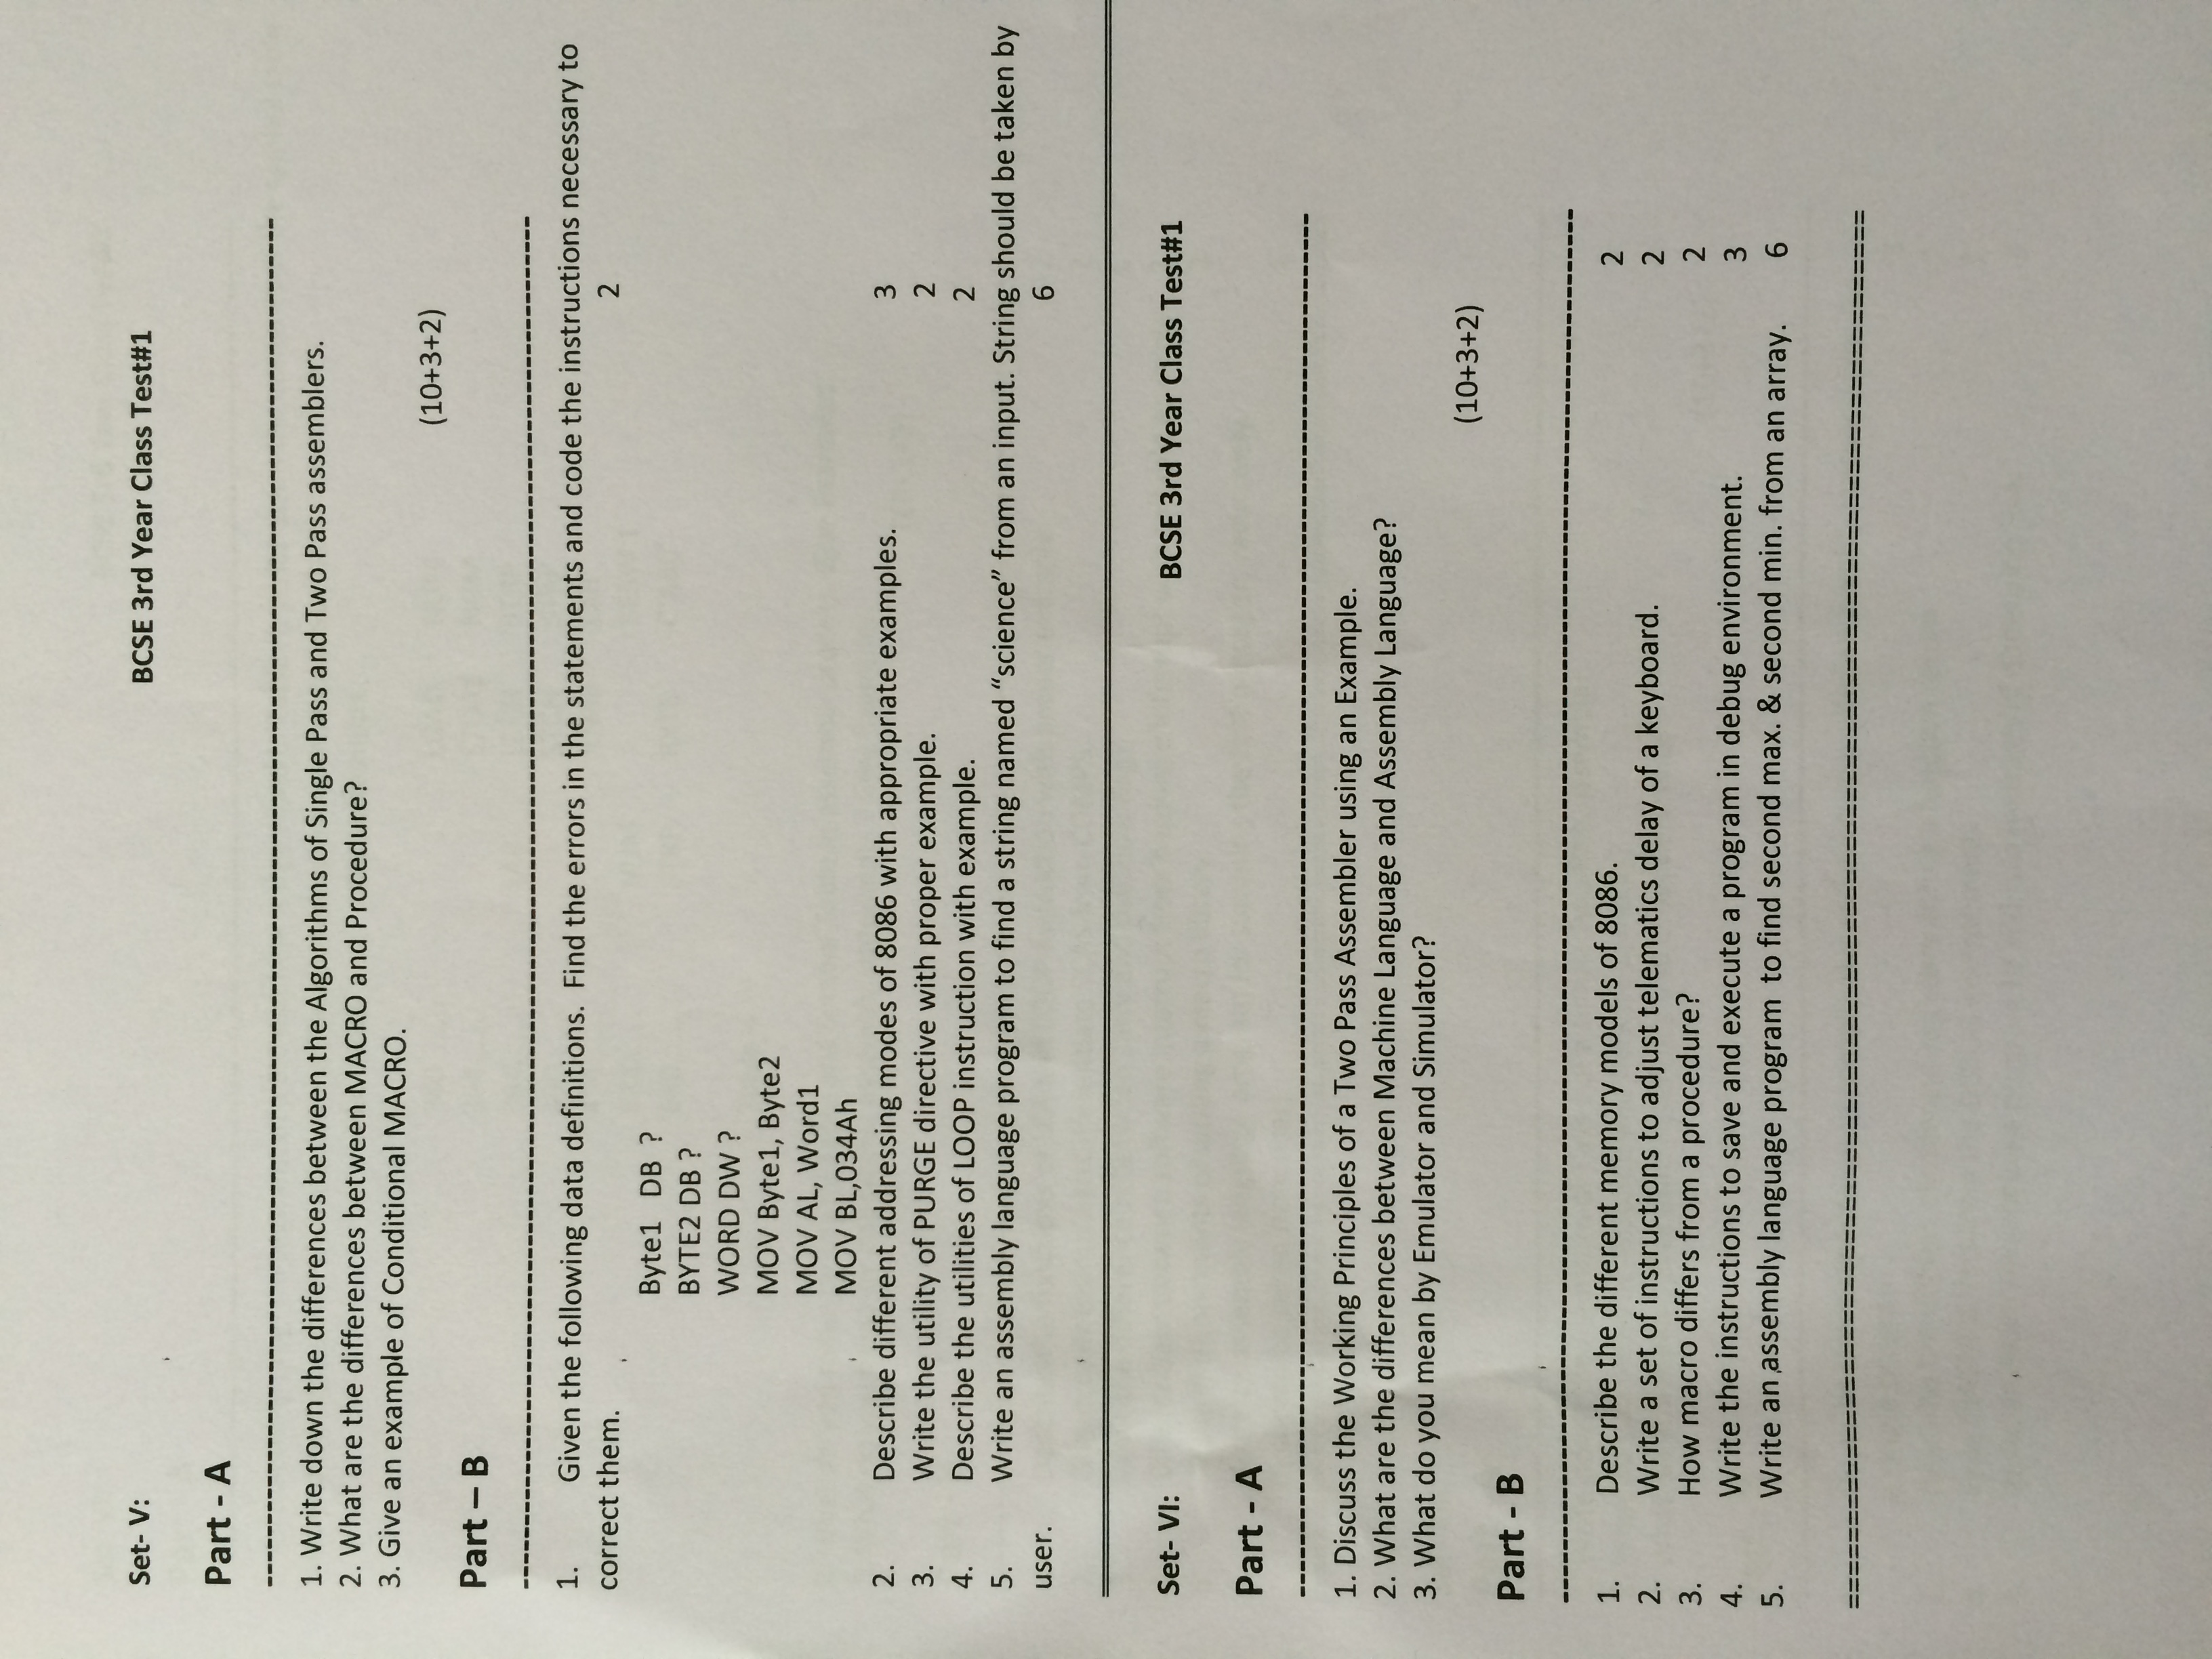 Set- V: BCSE 3rd Year Class Test#1
Part - A
--------------------------------------------------------------------------------
1. Write down the differences between the Algorithms of Single Pass and Two Pass assemblers.
2. What are the differences between MACRO and Procedure?
3. Give an example of Conditional MACRO.
(10+3+2)
Part – B
--------------------------------------------------------------------------------
1. Given the following data definitions. Find the errors in the statements and code the instructions necessary to
correct them. 2
Byte1 DB ?
BYTE2 DB ?
WORD DW ?
MOV Byte1, Byte2
MOV AL, Word1
MOV BL,034Ah
2. Describe different addressing modes of 8086 with appropriate examples. 3
3. Write the utility of PURGE directive with proper example. 2
4. Describe the utilities of LOOP instruction with example. 2
5. Write an assembly language program to find a string named “science” from an input. String should be taken by
user. 6
Set- VI: BCSE 3rd Year Class Test#1
Part - A
--------------------------------------------------------------------------------
1. Discuss the Working Principles of a Two Pass Assembler using an Example.
2. What are the differences between Machine Language and Assembly Language?
3. What do you mean by Emulator and Simulator?
(10+3+2)
Part - B
--------------------------------------------------------------------------------
1. Describe the different memory models of 8086. 2
2. Write a set of instructions to adjust telematics delay of a keyboard. 2
3. How macro differs from a procedure? 2
4. Write the instructions to save and execute a program in debug environment. 3
5. Write an assembly language program to find second max. & second min. from an array. 6
================================================================================